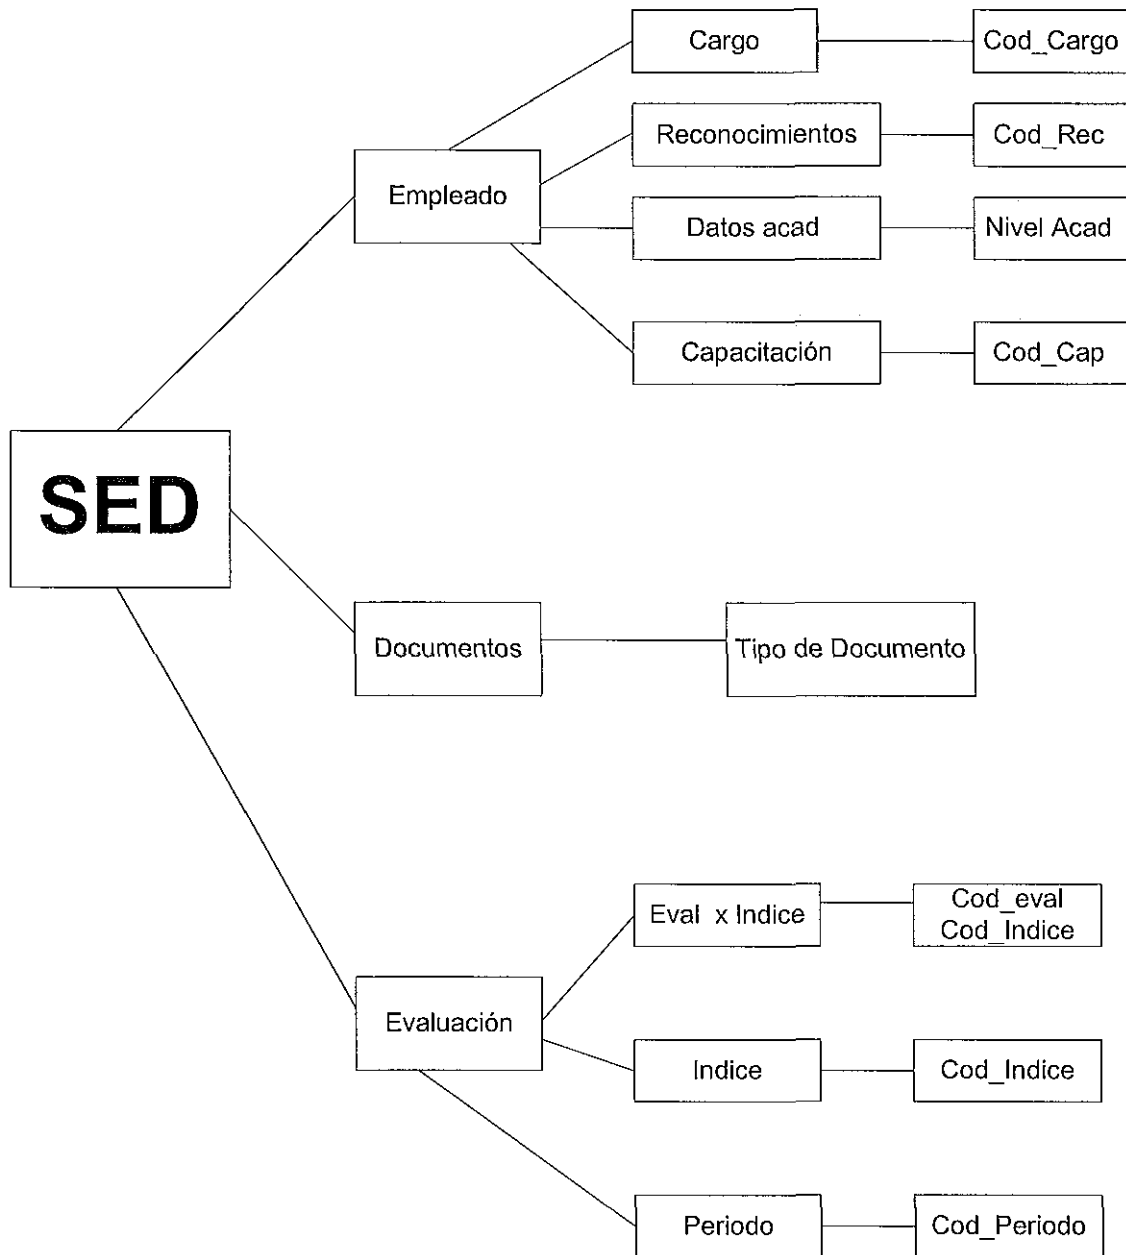 Cargo
Cod_Cargo
Reconocimientos
Cod_Rec
Empleado
Datos acad
Nivel Acad
Capacitación
Cod_Cap
SED
Documentos
Tipo de Documento
Eval x Indice
Cod_eval
Cod_Indice
Evaluación
Indice
Cod_Indice
Periodo
Cod_Periodo